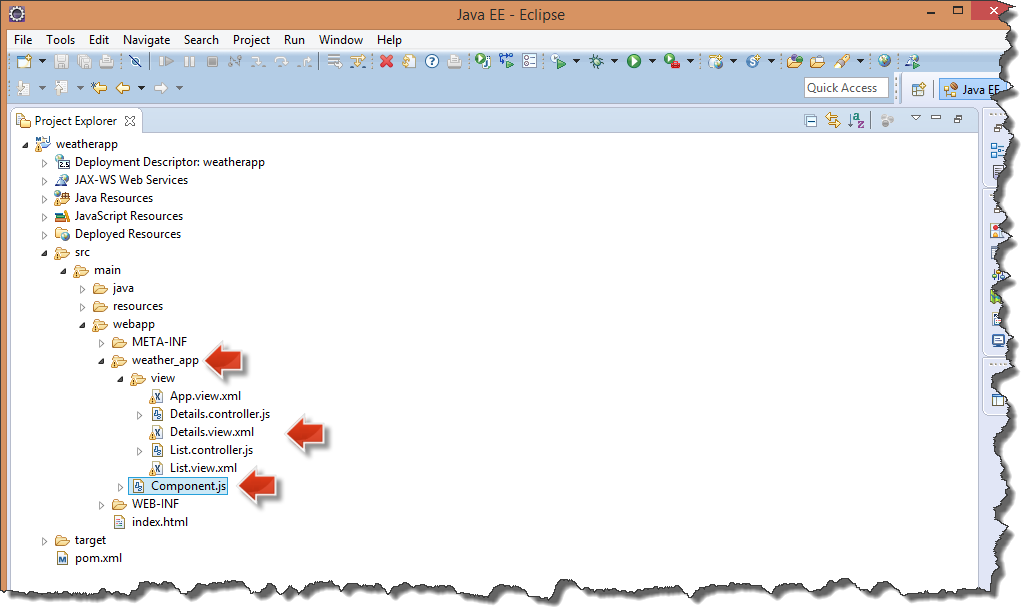 Java EE - Eclipse
File Tools Edit Navigate Search Project Run Window Help
Quick Access Java EE
Project Explorer
weatherapp
Deployment Descriptor: weatherapp
JAX-WS Web Services
Java Resources
JavaScript Resources
Deployed Resources
src
main
java
resources
webapp
META-INF
weather_app
view
App.view.xml
Details.controller.js
Details.view.xml
List.controller.js
List.view.xml
Component.js
WEB-INF
index.html
target
pom.xml